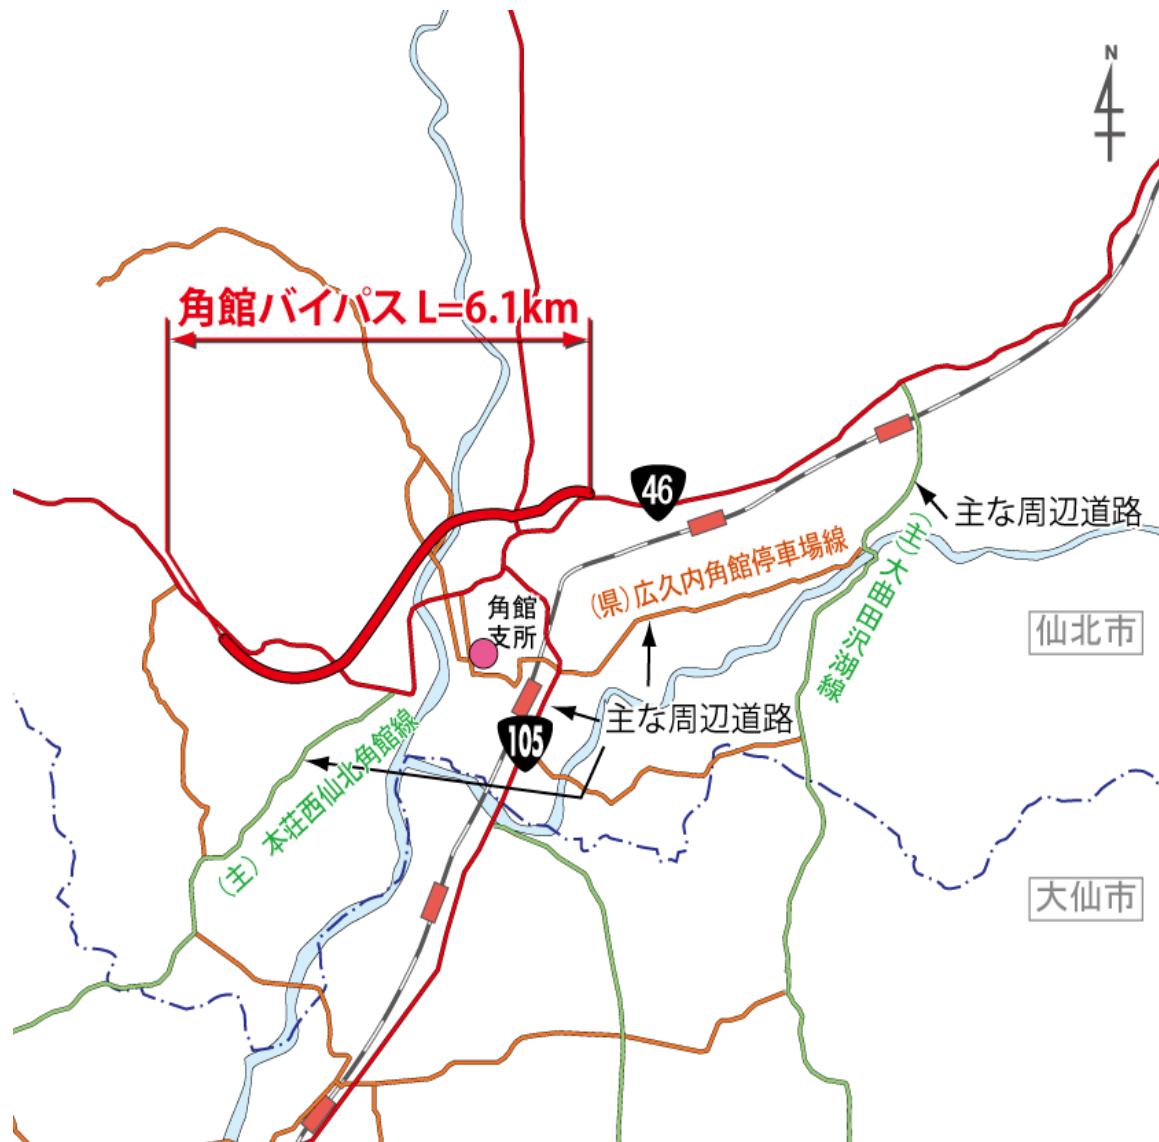 N
角館バイパス L=6.1km
46
主な周辺道路
(主)大曲田沢湖線
(県)広久内角館停車場線
角館
支所
仙北市
主な周辺道路
105
(主)本荘西仙北角館線
大仙市